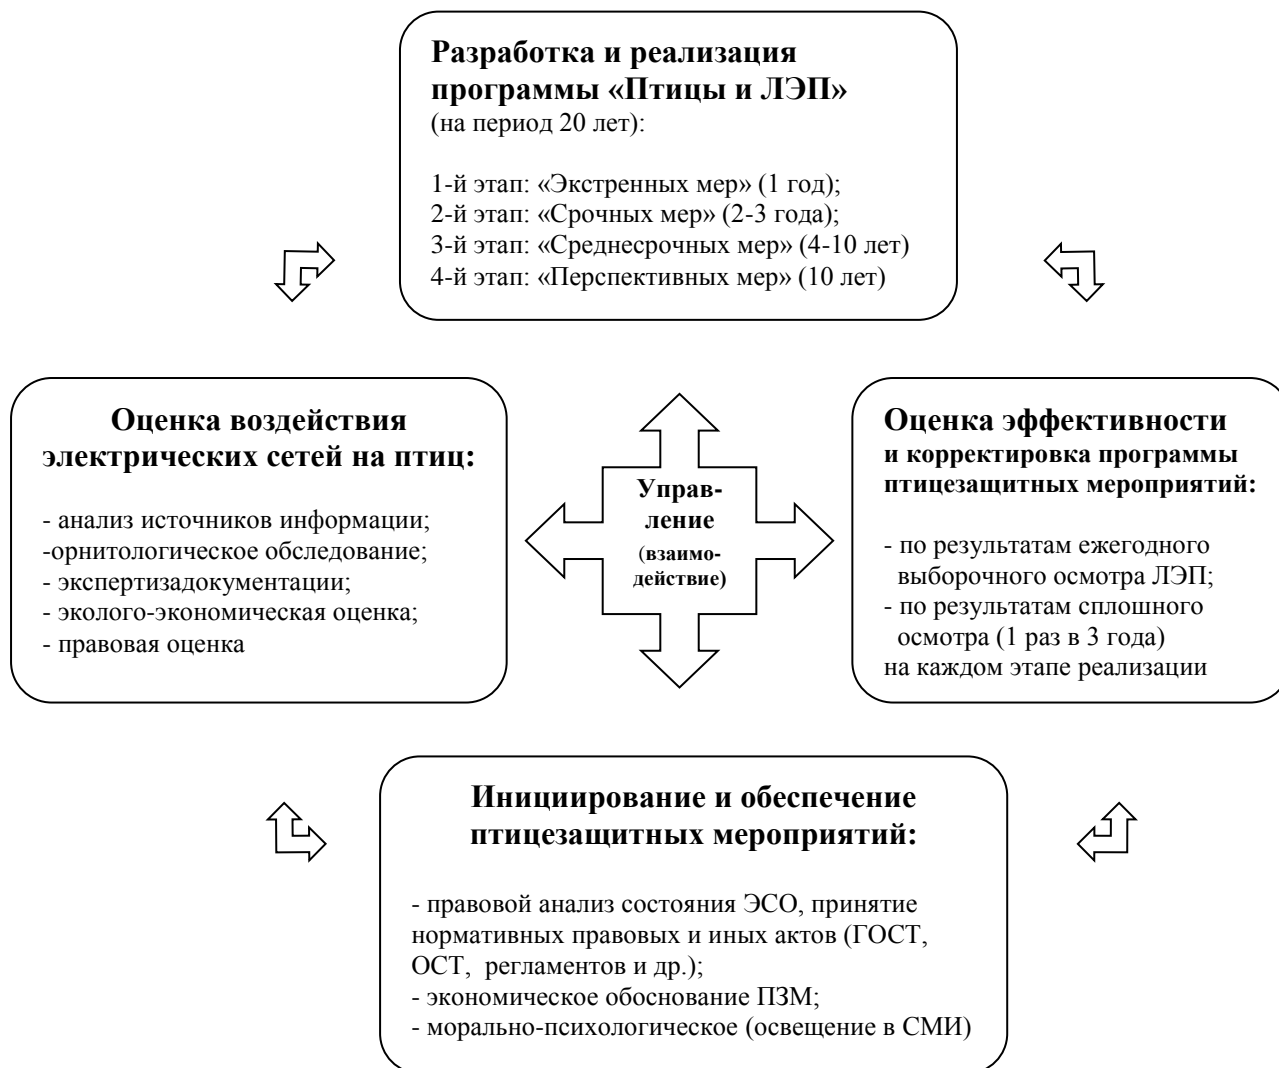 Разработка и реализация
программы «Птицы и ЛЭП»
(на период 20 лет):
1-й этап: «Экстренных мер» (1 год);
2-й этап: «Срочных мер» (2-3 года);
3-й этап: «Среднесрочных мер» (4-10 лет)
4-й этап: «Перспективных мер» (10 лет)
Оценка воздействия
электрических сетей на птиц:
- анализ источников информации;
-орнитологическое обследование;
- экспертизадокументации;
- эколого-экономическая оценка;
- правовая оценка
Управ-
ление
(взаимо-
действие)
Оценка эффективности
и корректировка программы
птицезащитных мероприятий:
- по результатам ежегодного
выборочного осмотра ЛЭП;
- по результатам сплошного
осмотра (1 раз в 3 года)
на каждом этапе реализации
Инициирование и обеспечение
птицезащитных мероприятий:
- правовой анализ состояния ЭСО, принятие
нормативных правовых и иных актов (ГОСТ,
ОСТ, регламентов и др.);
- экономическое обоснование ПЗМ;
- морально-психологическое (освещение в СМИ)